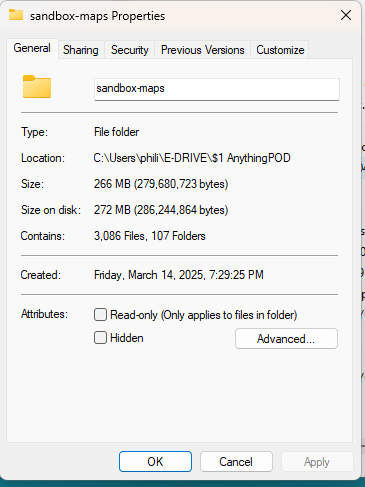 sandbox-maps Properties
General Sharing Security Previous Versions Customize
sandbox-maps
Type: File folder
Location: C:\Users\phili\E-DRIVE\$1 AnythingPOD
Size: 266 MB (279,680,723 bytes)
Size on disk: 272 MB (286,244,864 bytes)
Contains: 3,086 Files, 107 Folders
Created: Friday, March 14, 2025, 7:29:25 PM
Attributes: Read-only (Only applies to files in folder)
Hidden Advanced...
OK Cancel Apply